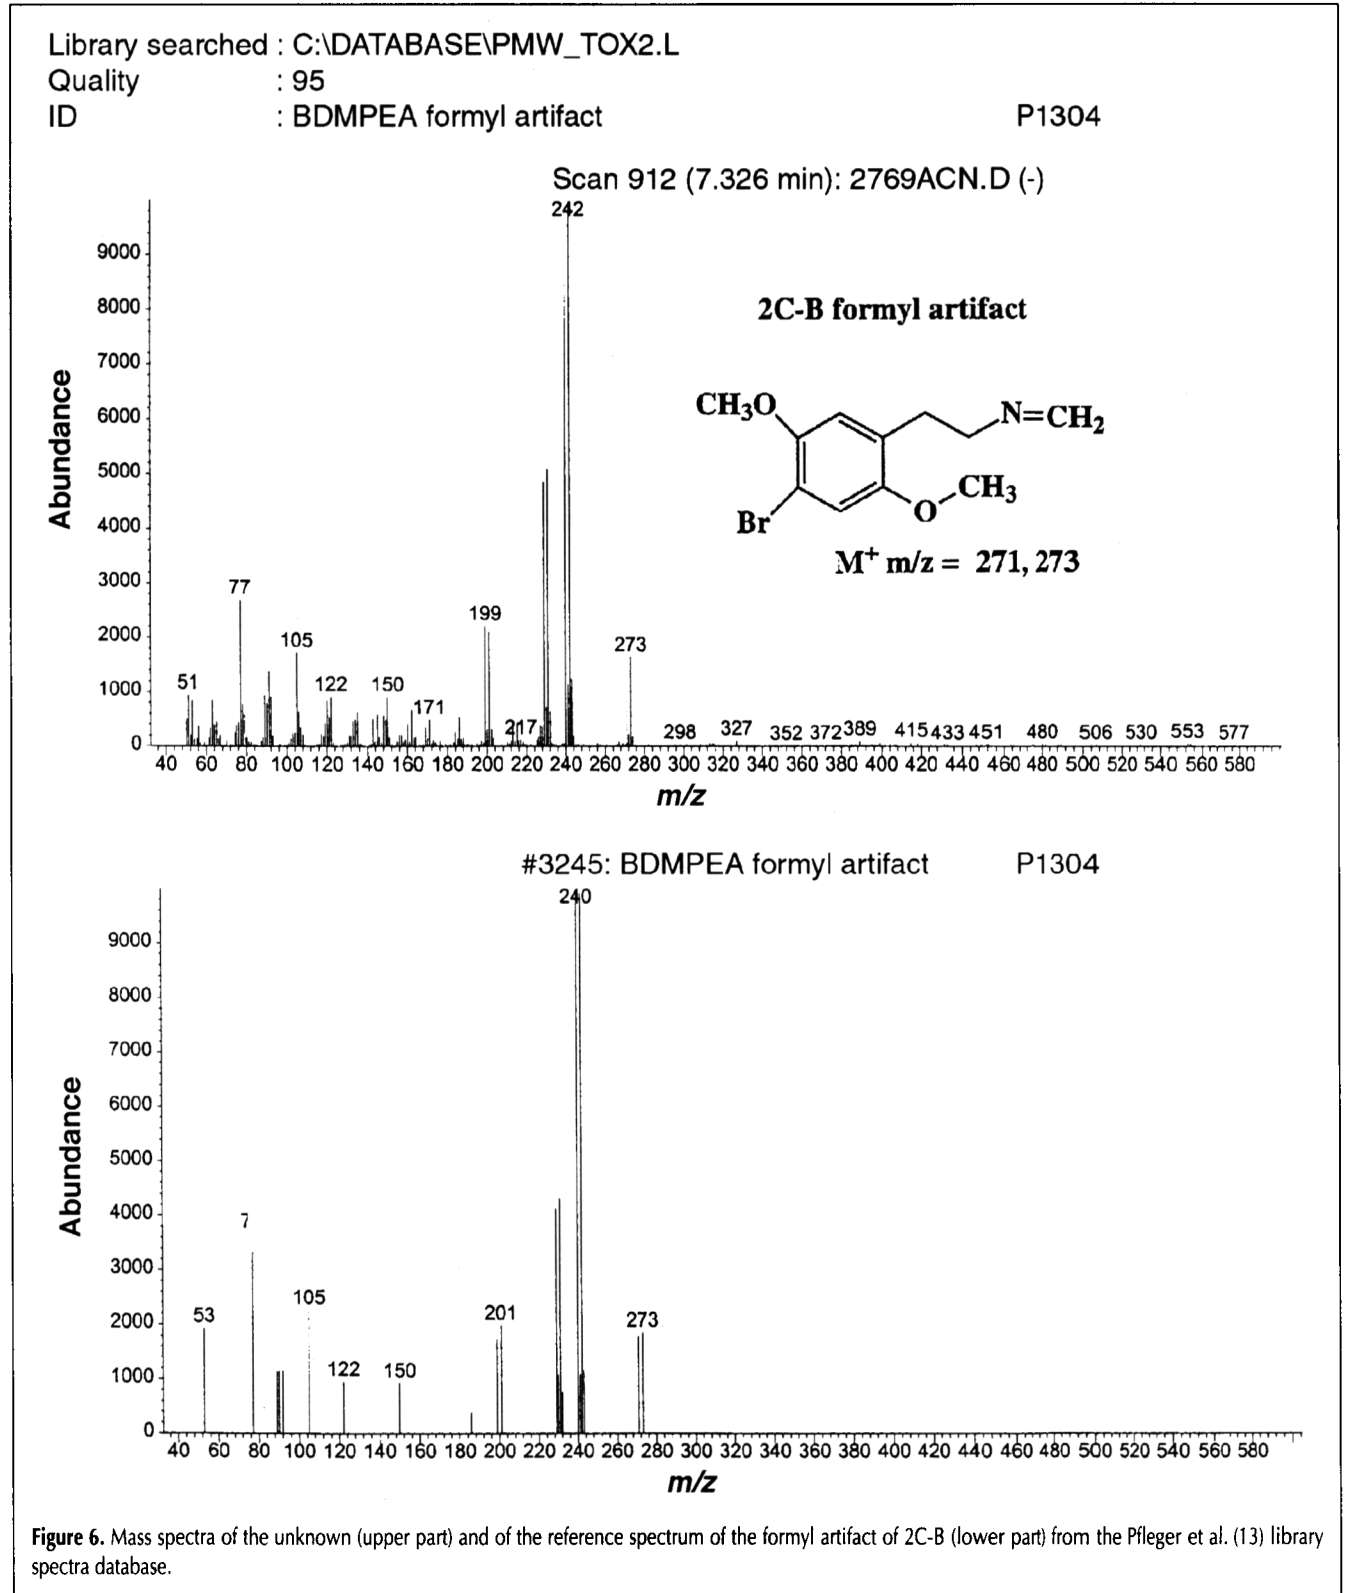 Library searched : C:\DATABASE\PMW_TOX2.L
Quality : 95
ID : BDMPEA formyl artifact P1304
Scan 912 (7.326 min): 2769ACN.D (-)
242
9000
8000
7000
6000
5000
4000
3000
2000
1000
0
Abundance
2C-B formyl artifact
CH3O
N=CH2
CH3
O
Br
M+ m/z = 271, 273
51
77
105
122
150
171
199
217
273
298
327
352
372
389
415
433
451
480
506
530
553
577
40 60 80 100 120 140 160 180 200 220 240 260 280 300 320 340 360 380 400 420 440 460 480 500 520 540 560 580
m/z
#3245: BDMPEA formyl artifact P1304
240
9000
8000
7000
6000
5000
4000
3000
2000
1000
0
Abundance
53
7
105
122
150
201
273
40 60 80 100 120 140 160 180 200 220 240 260 280 300 320 340 360 380 400 420 440 460 480 500 520 540 560 580
m/z
Figure 6. Mass spectra of the unknown (upper part) and of the reference spectrum of the formyl artifact of 2C-B (lower part) from the Pfleger et al. (13) library
spectra database.